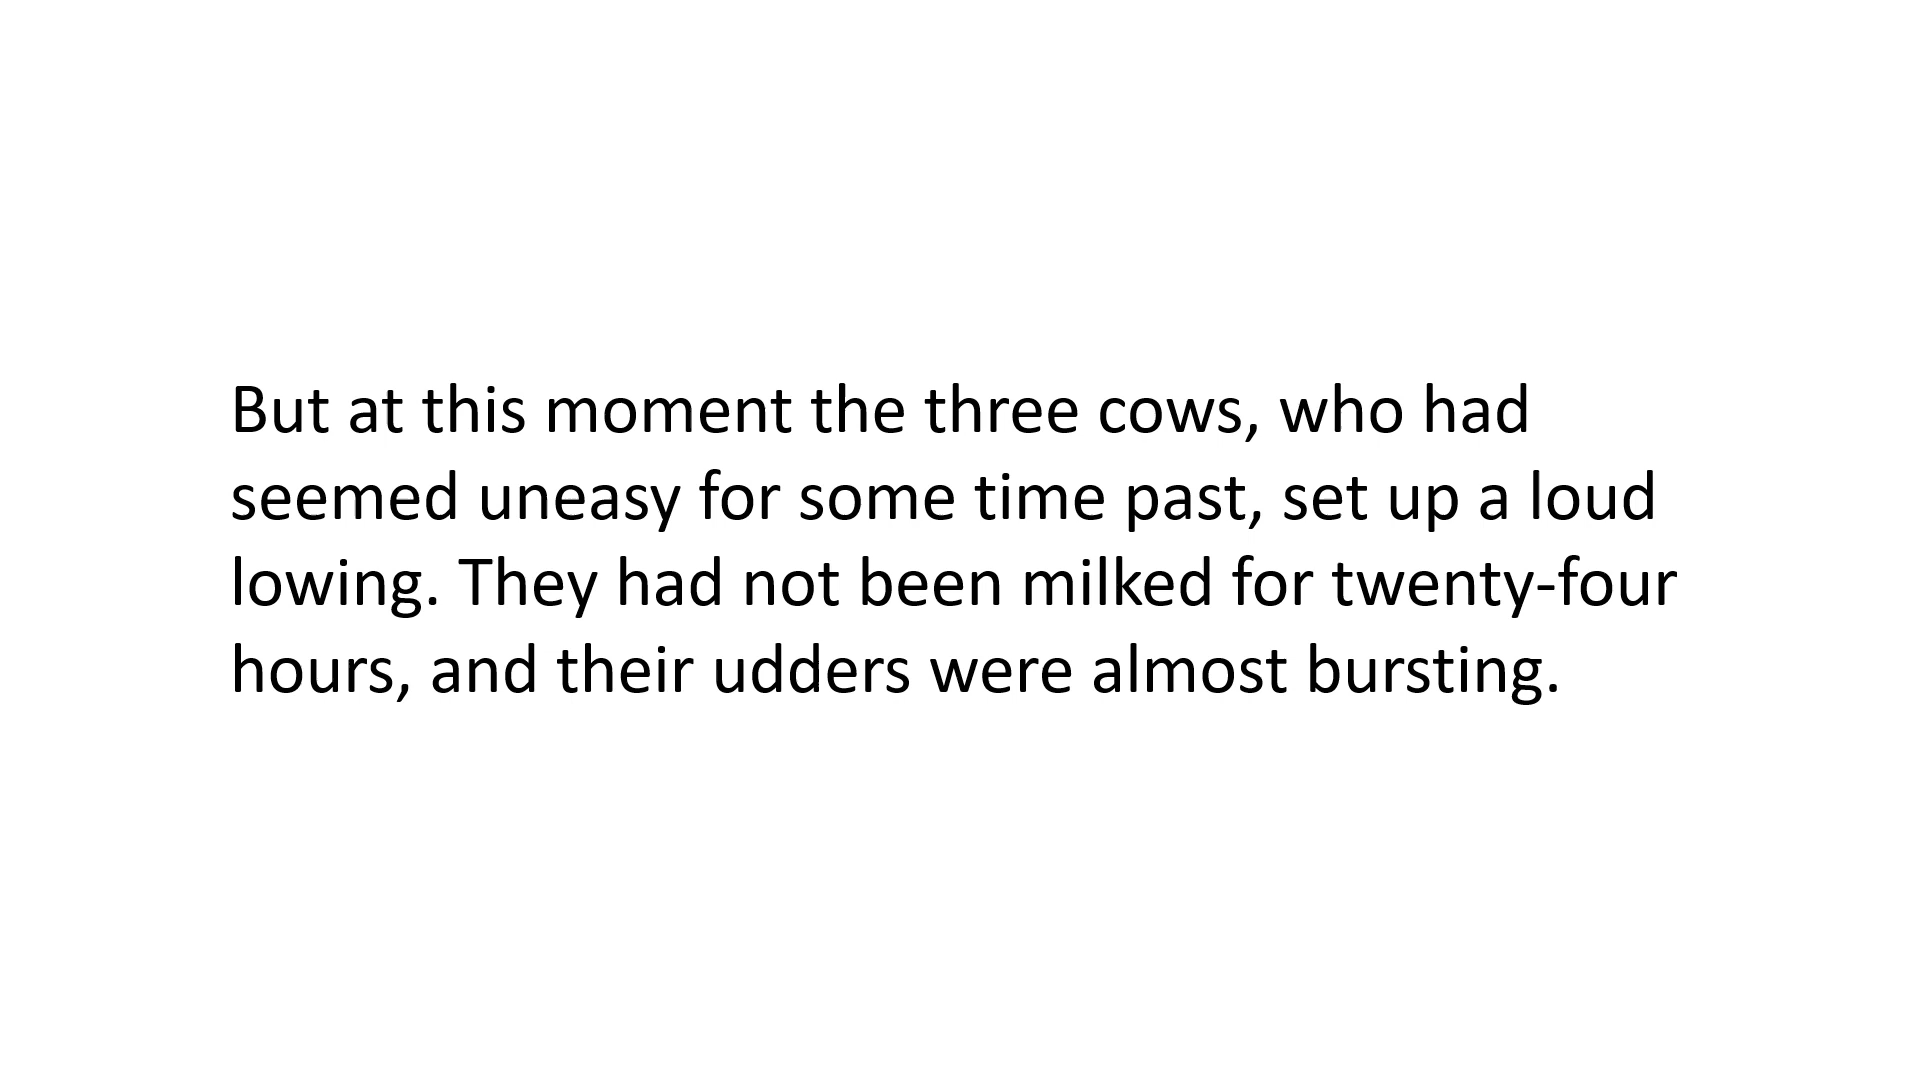 But at this moment the three cows, who had
seemed uneasy for some time past, set up a loud
lowing. They had not been milked for twenty-four
hours, and their udders were almost bursting.